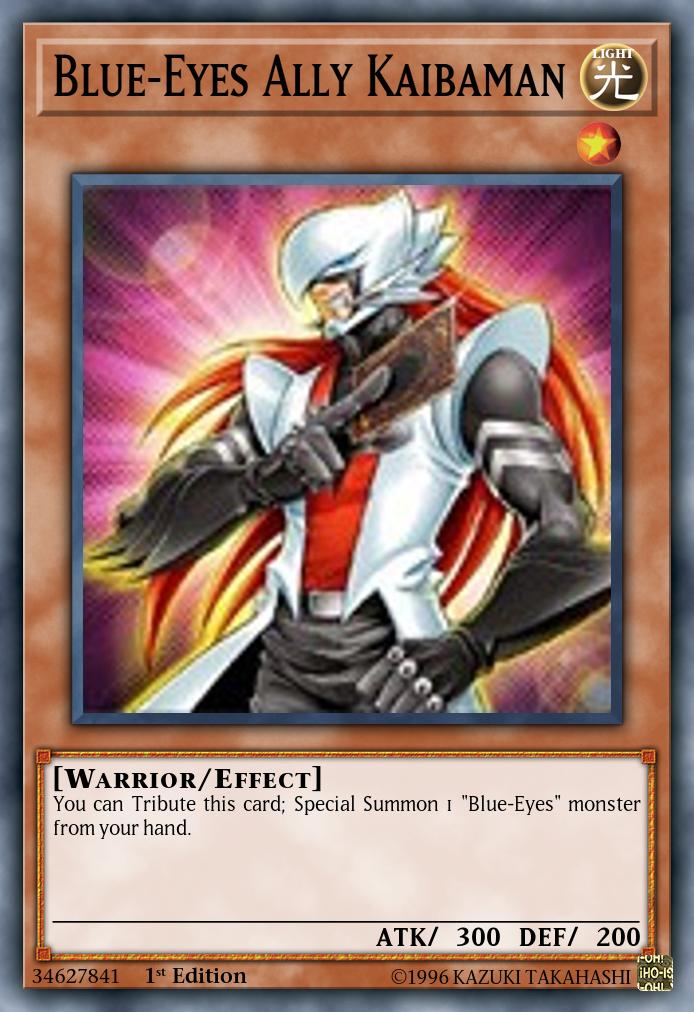 BLUE-EYES ALLY KAIBAMAN
LIGHT
光
[WARRIOR/EFFECT]
You can Tribute this card; Special Summon 1 "Blue-Eyes" monster
from your hand.
ATK/ 300 DEF/ 200
34627841 1st Edition ©1996 KAZUKI TAKAHASHI